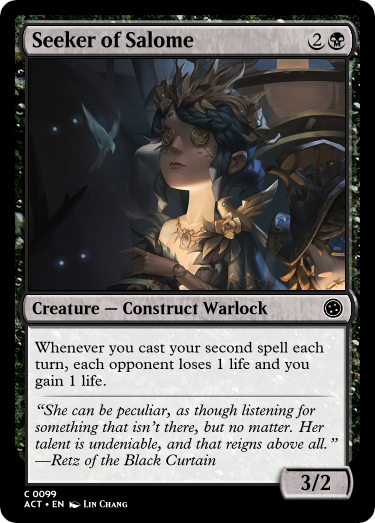 Seeker of Salome 2
Creature — Construct Warlock
Whenever you cast your second spell each
turn, each opponent loses 1 life and you
gain 1 life.
“She can be peculiar, as though listening for
something that isn’t there, but no matter. Her
talent is undeniable, and that reigns above all.”
—Retz of the Black Curtain
3/2
C 0099
ACT • EN Lin Chang